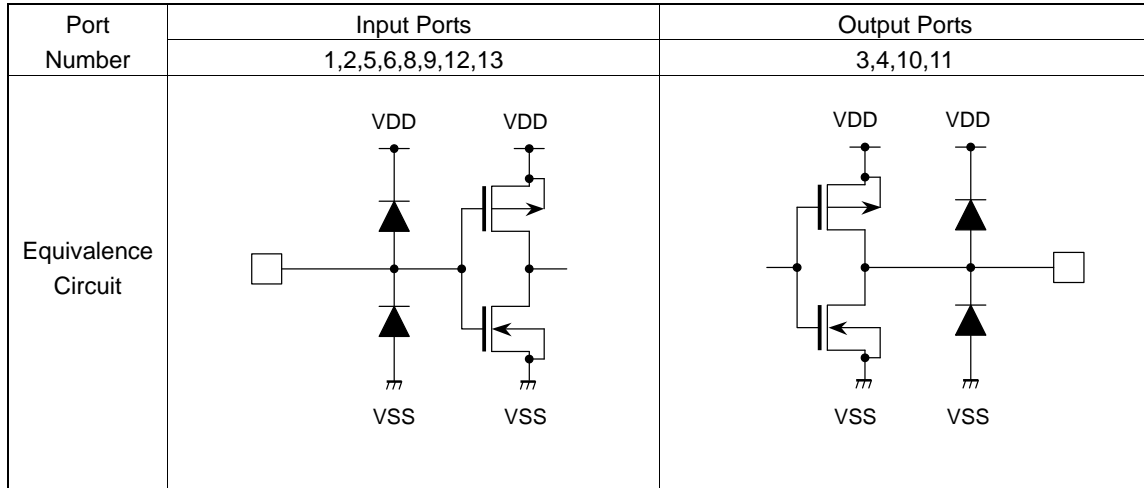 Port Number
Input Ports
Output Ports
1,2,5,6,8,9,12,13
3,4,10,11
Equivalence
Circuit
VDD
VDD
VSS
VSS
VDD
VDD
VSS
VSS